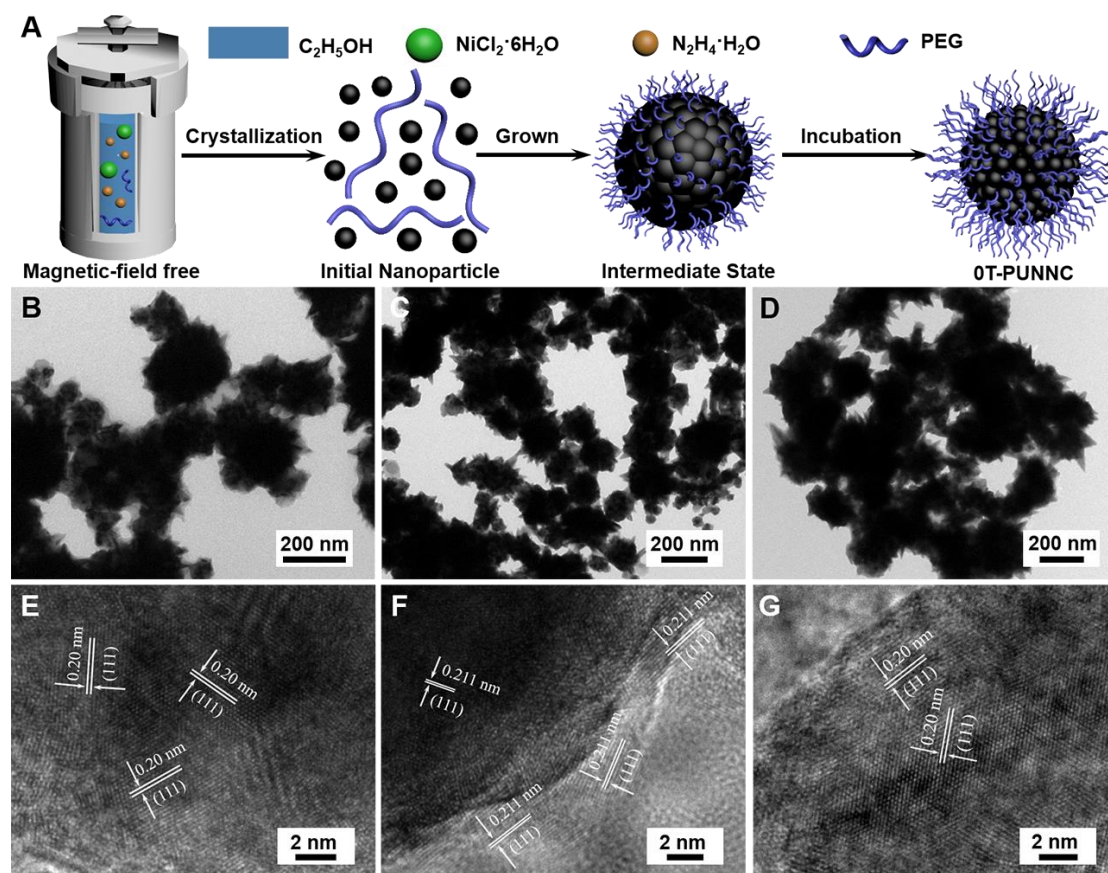 A
C₂H₅OH
NiCl₂·6H₂O
N₂H₄·H₂O
PEG
Crystallization
Grown
Incubation
Magnetic-field free
Initial Nanoparticle
Intermediate State
0T-PUNNC
B
200 nm
C
200 nm
D
200 nm
E
0.20 nm
(111)
0.20 nm
(111)
0.20 nm
(111)
2 nm
F
0.211 nm
(111)
0.211 nm
(111)
0.211 nm
(111)
0.211 nm
(111)
2 nm
G
0.20 nm
(111)
0.20 nm
(111)
2 nm